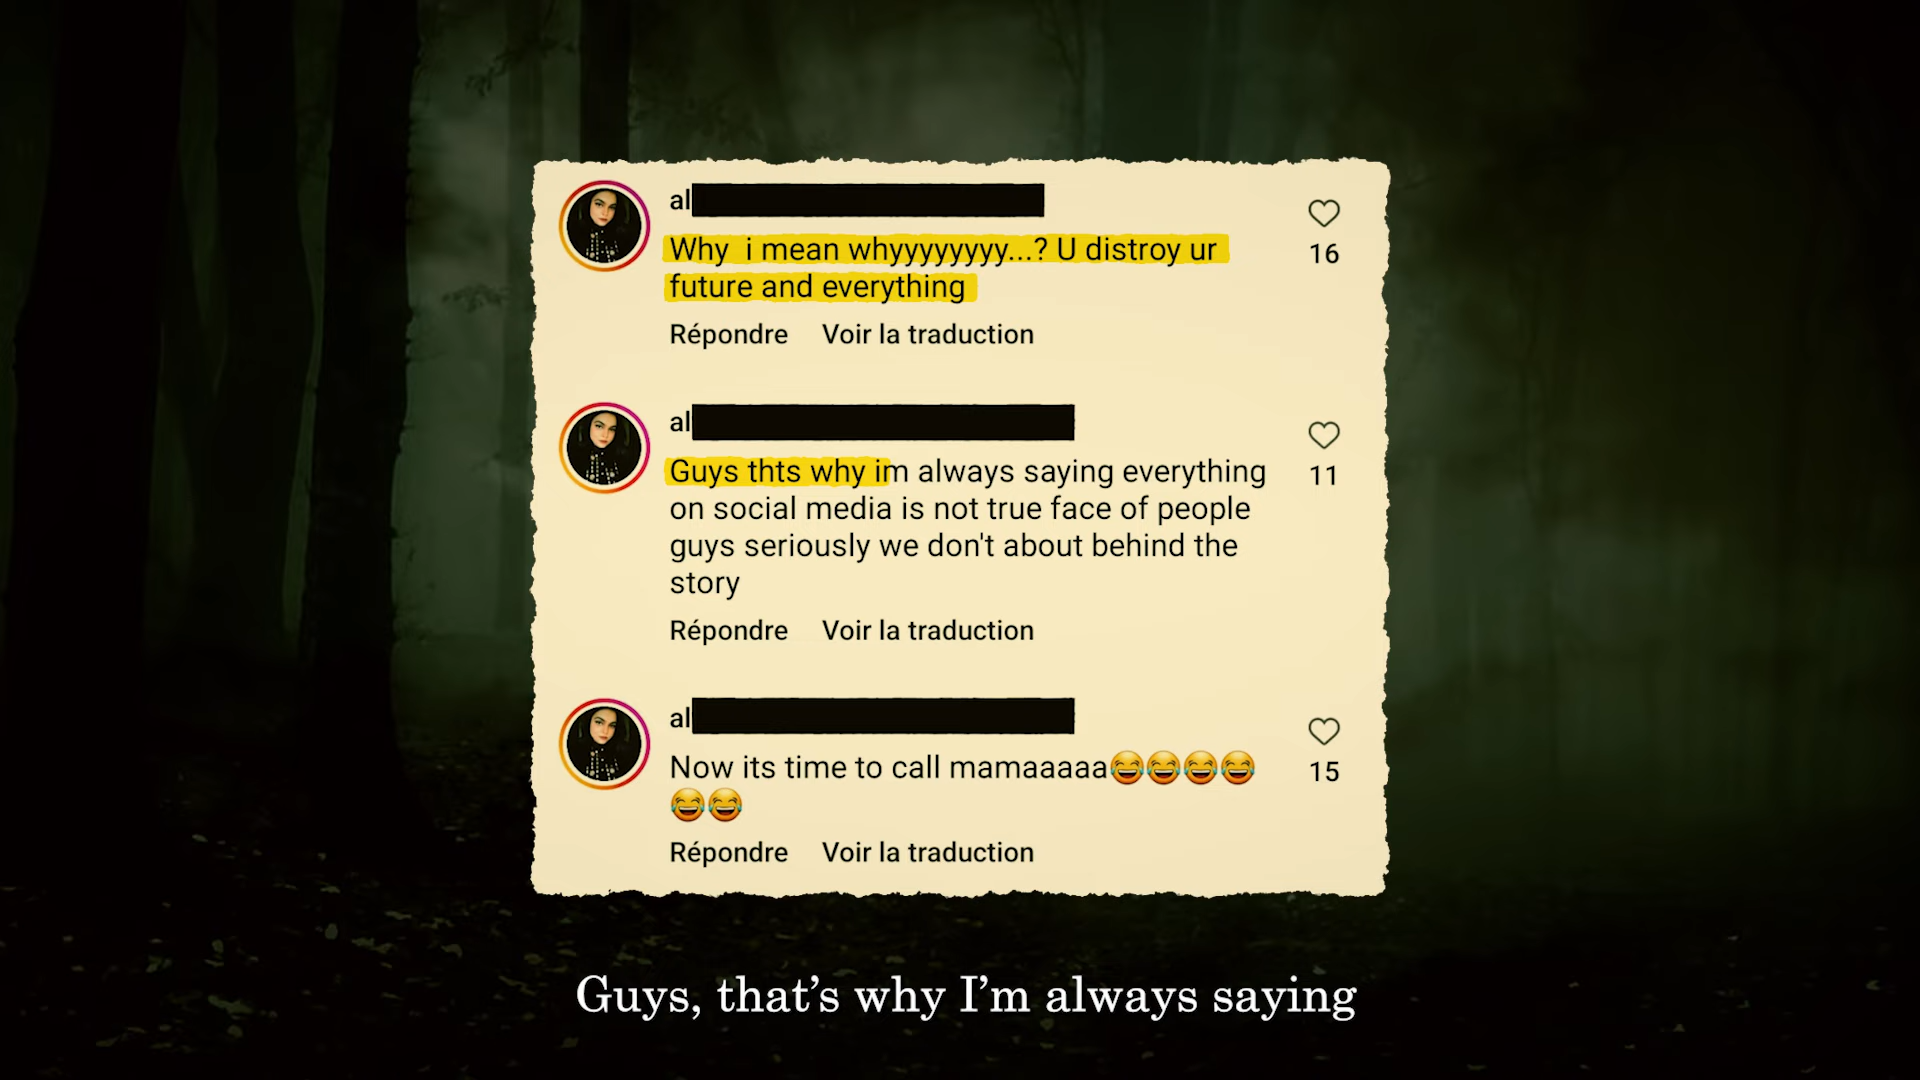 al
Why  i mean whyyyyyyyy...? U distroy ur
future and everything
16
Répondre Voir la traduction
al
Guys thts why im always saying everything
on social media is not true face of people
guys seriously we don't about behind the
story
11
Répondre Voir la traduction
al
Now its time to call mamaaaaa😂😂😂😂
😂😂
15
Répondre Voir la traduction
Guys, that’s why I’m always saying